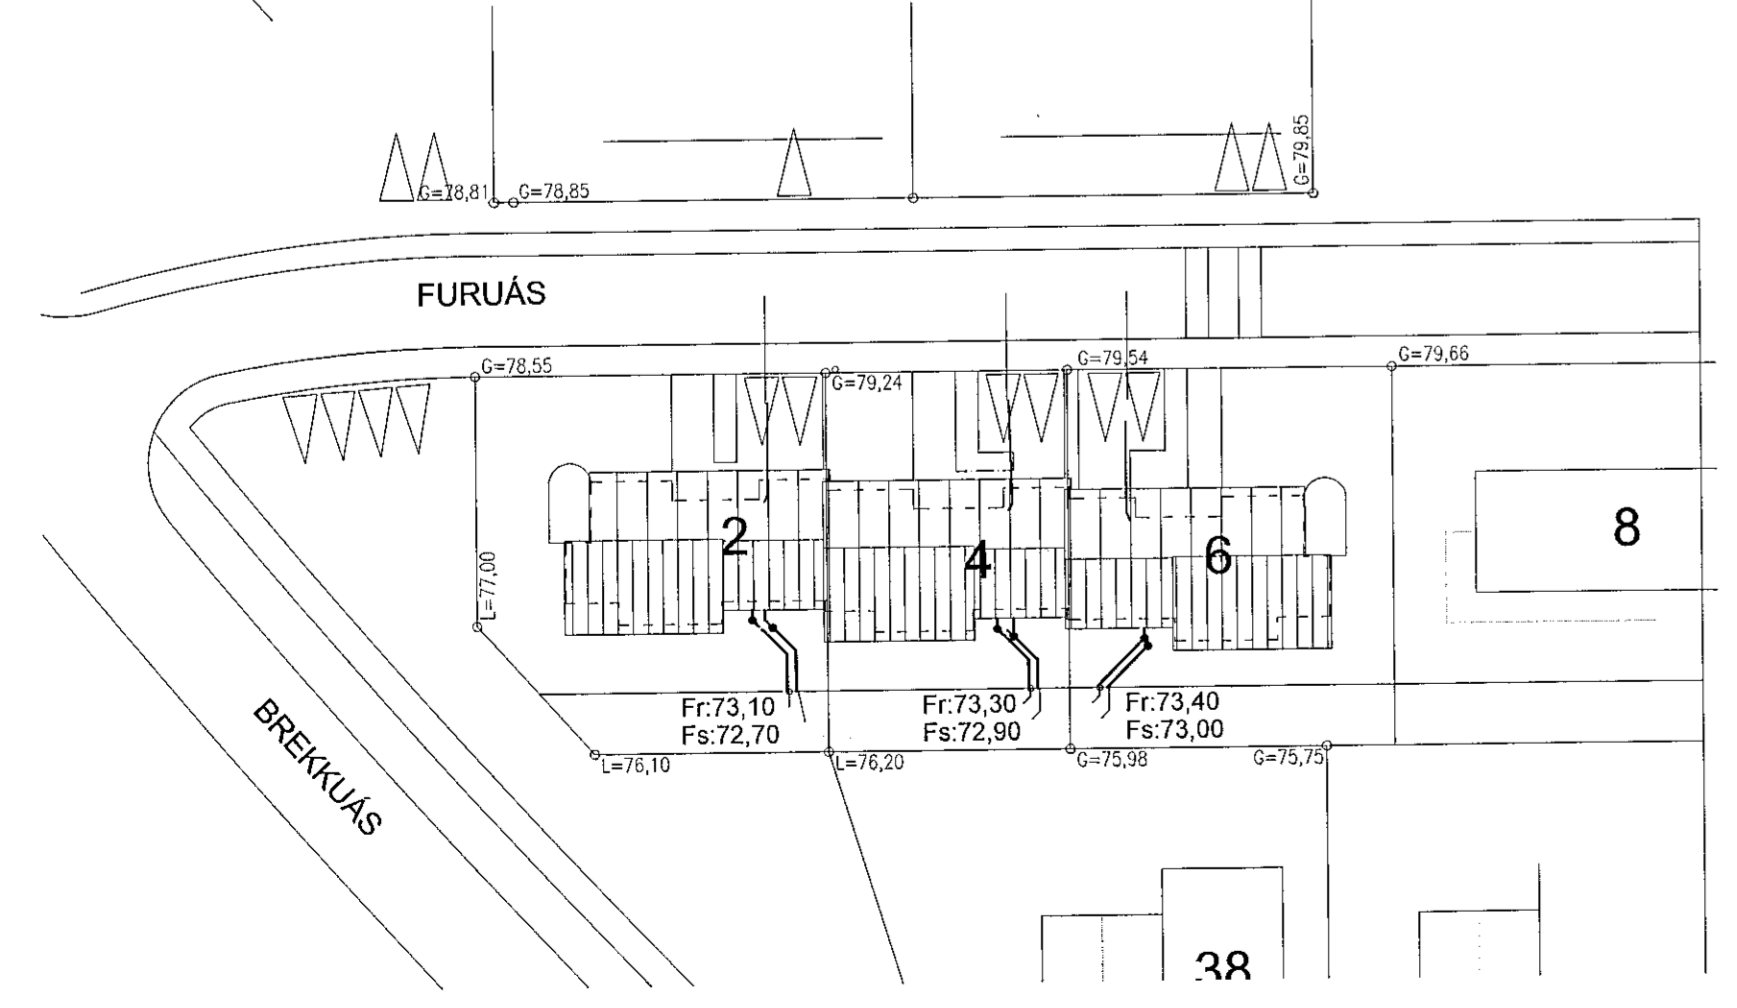 G=79,85
G=78,81
G=78,85
FURUÁS
G=78,55
G=79,24
G=79,54
G=79,66
2
4
6
8
L=77,00
Fr:73,10
Fs:72,70
Fr:73,30
Fs:72,90
Fr:73,40
Fs:73,00
L=76,10
L=76,20
G=75,98
G=75,75
BREKKUÁS
38